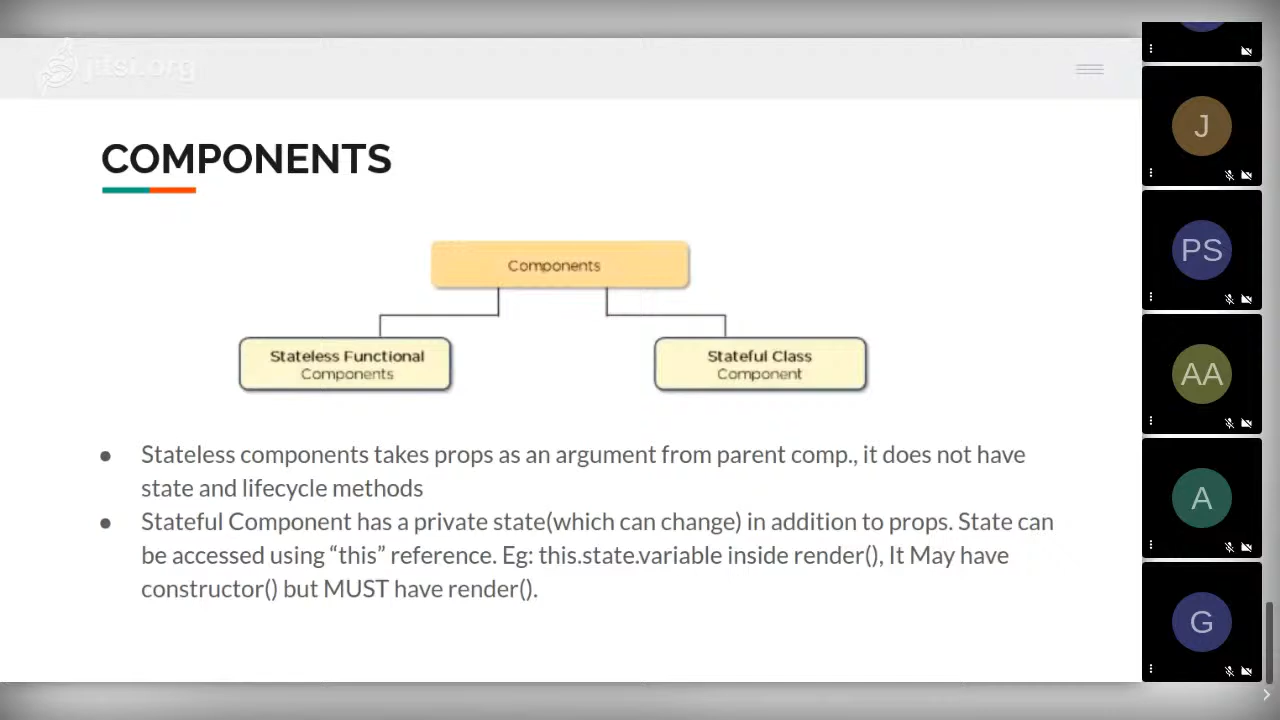 jitsi.org
COMPONENTS
Components
Stateless Functional
Components
Stateful Class
Component
● Stateless components takes props as an argument from parent comp., it does not have
state and lifecycle methods
● Stateful Component has a private state(which can change) in addition to props. State can
be accessed using “this” reference. Eg: this.state.variable inside render(), It May have
constructor() but MUST have render().
J
PS
AA
A
G